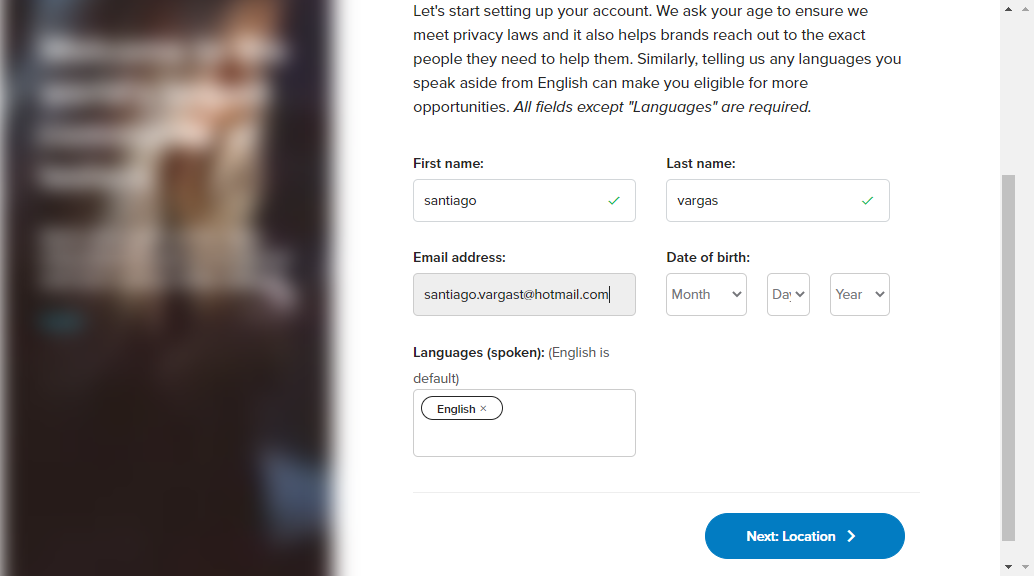 Let's start setting up your account. We ask your age to ensure we
meet privacy laws and it also helps brands reach out to the exact
people they need to help them. Similarly, telling us any languages you
speak aside from English can make you eligible for more
opportunities. All fields except "Languages" are required.
First name:
Last name:
santiago
vargas
Email address:
Date of birth:
santiago.vargast@hotmail.com
Month
Day
Year
Languages (spoken): (English is
default)
English ×
Next: Location